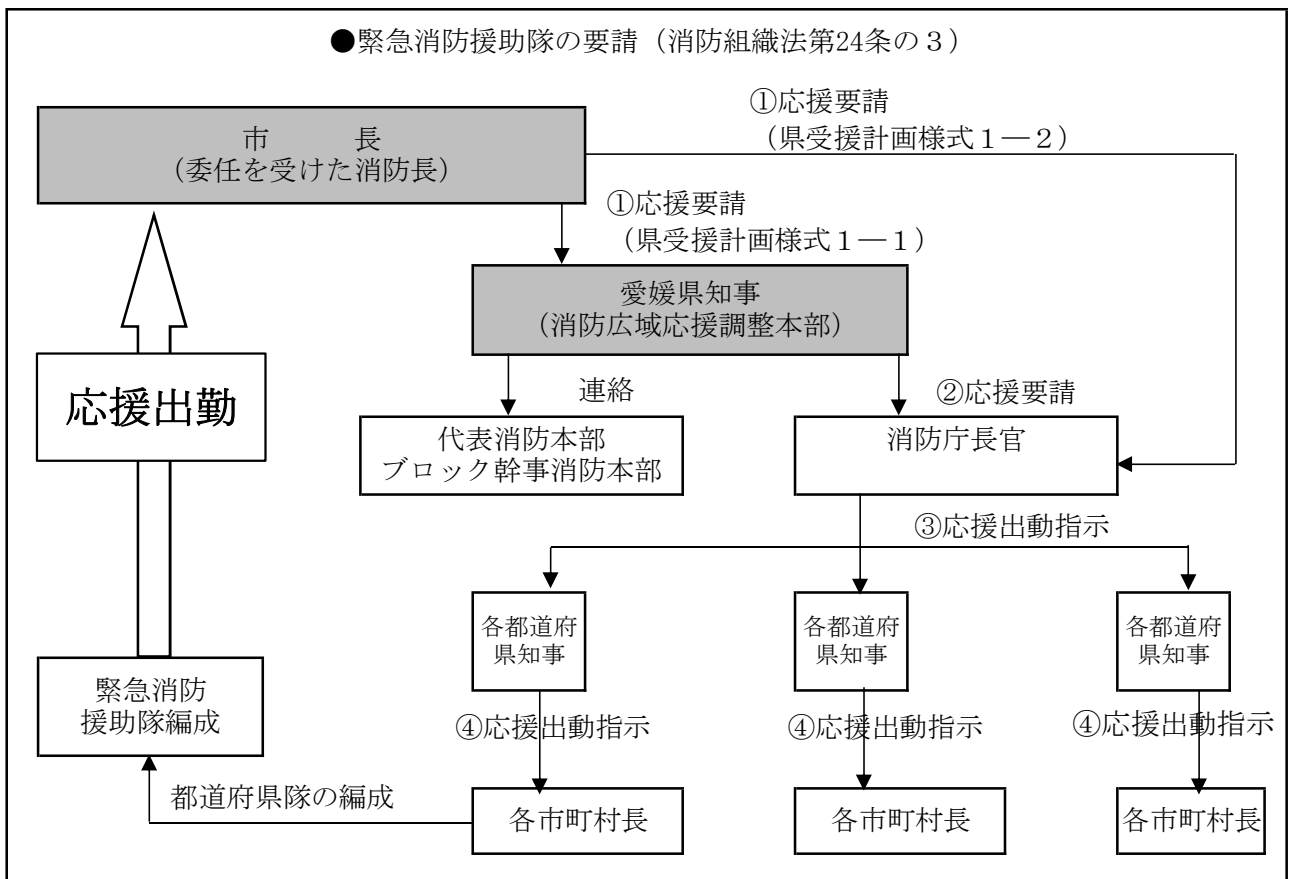 ●緊急消防援助隊の要請（消防組織法第24条の３）
①応援要請
（県受援計画様式１―２）
市　　　長
（委任を受けた消防長）
①応援要請
（県受援計画様式１―１）
愛媛県知事
（消防広域応援調整本部）
応援出勤
連絡
②応援要請
代表消防本部
ブロック幹事消防本部
消防庁長官
③応援出動指示
各都道府
県知事
各都道府
県知事
各都道府
県知事
緊急消防
援助隊編成
④応援出動指示
④応援出動指示
④応援出動指示
都道府県隊の編成
各市町村長
各市町村長
各市町村長